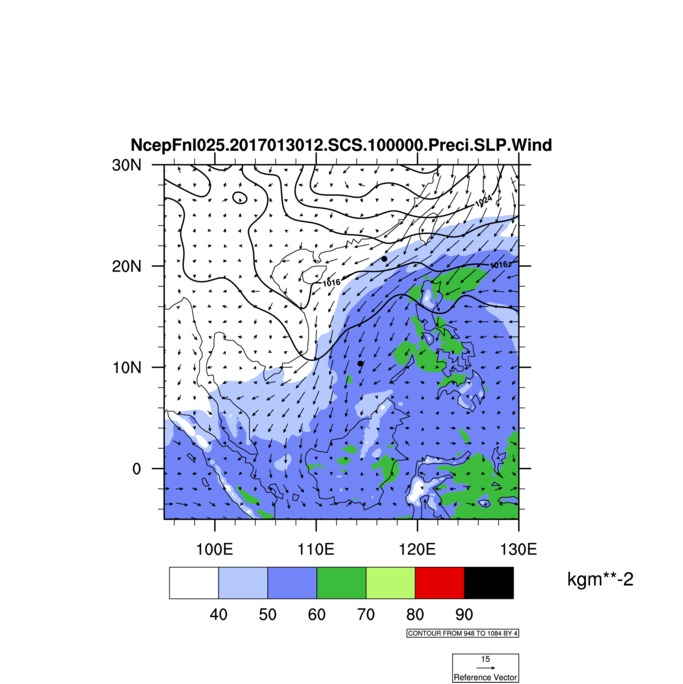 NcepFnl025.2017013012.SCS.100000.Preci.SLP.Wind
30N
1024
20N
1016
1016
10N
0
100E 110E 120E 130E
kgm**-2
40 50 60 70 80 90
CONTOUR FROM 948 TO 1084 BY 4
15
Reference Vector